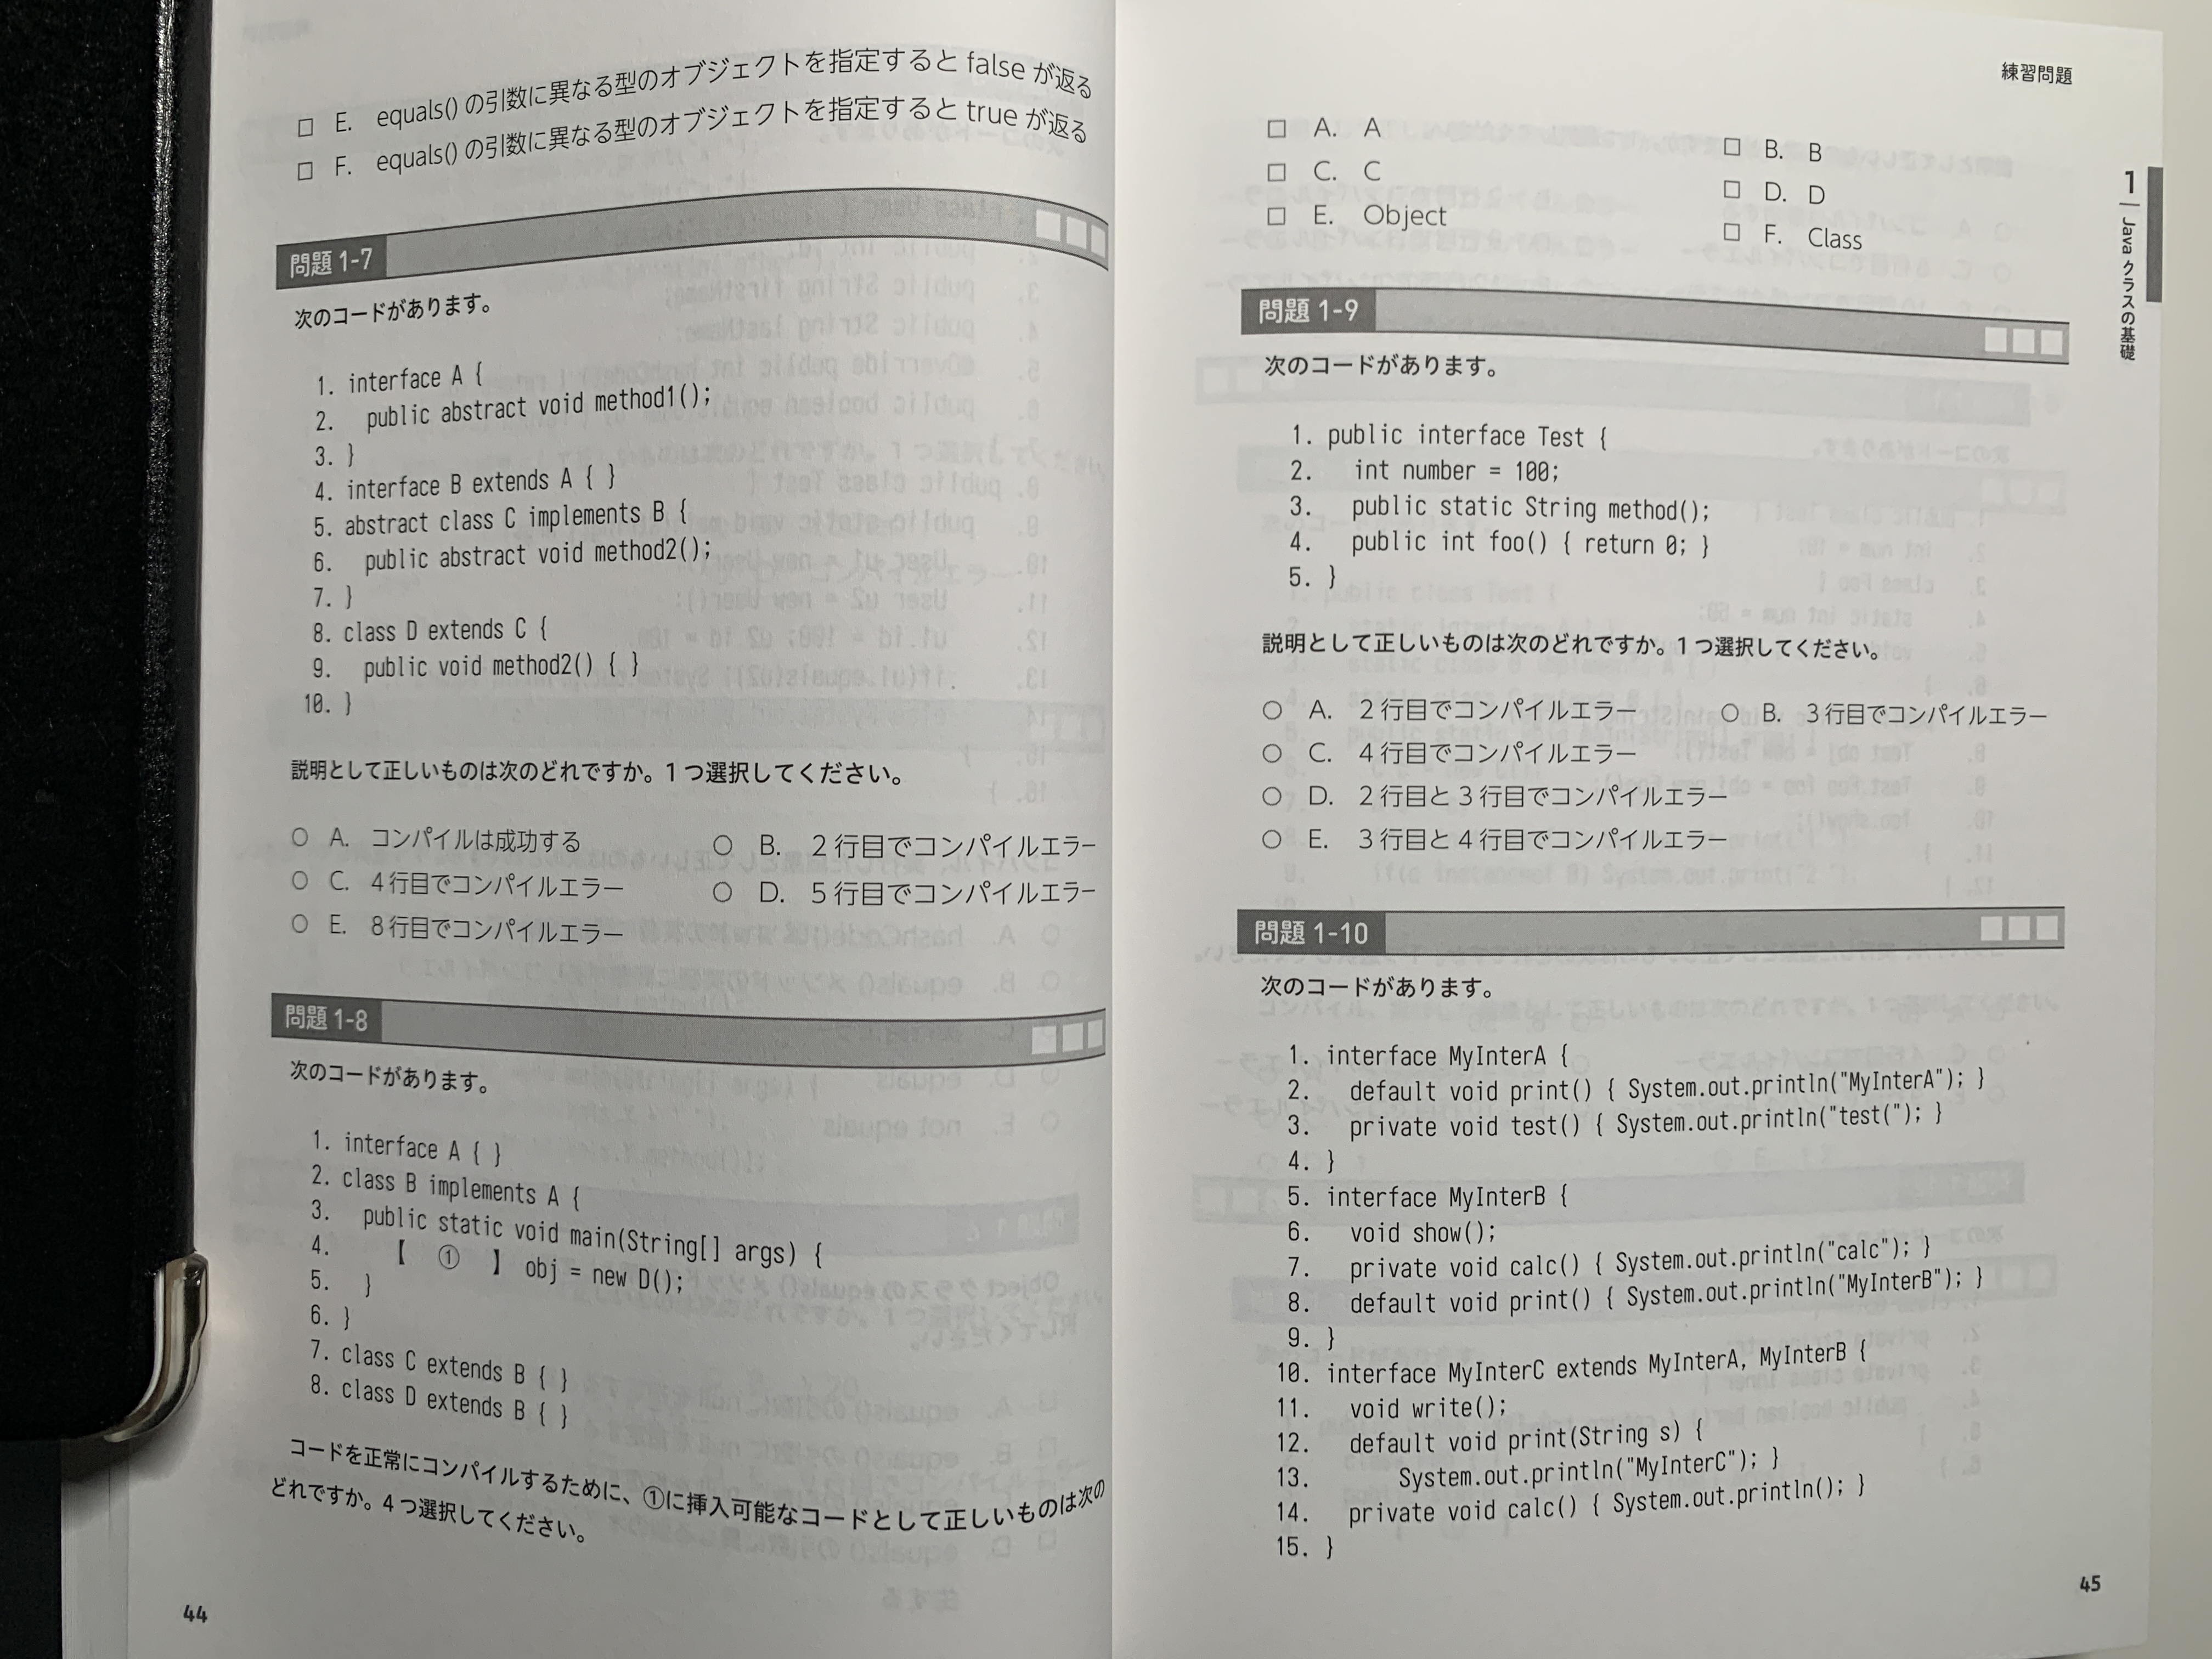 □ E. equals() の引数に異なる型のオブジェクトを指定すると false が返る
□ F. equals() の引数に異なる型のオブジェクトを指定すると true が返る
問題 1-7
次のコードがあります。
1. interface A {
2.   public abstract void method1();
3. }
4. interface B extends A { }
5. abstract class C implements B {
6.   public abstract void method2();
7. }
8. class D extends C {
9.   public void method2() { }
10. }
説明として正しいものは次のどれですか。1 つ選択してください。
○ A. コンパイルは成功する ○ B. 2 行目でコンパイルエラー
○ C. 4 行目でコンパイルエラー ○ D. 5 行目でコンパイルエラー
○ E. 8 行目でコンパイルエラー
問題 1-8
次のコードがあります。
1. interface A { }
2. class B implements A {
3.   public static void main(String[] args) {
4.     【 ① 】 obj = new D();
5.   }
6. }
7. class C extends B { }
8. class D extends B { }
コードを正常にコンパイルするために、①に挿入可能なコードとして正しいものは次の
どれですか。4 つ選択してください。
44
練習問題
□ A. A □ B. B
□ C. C □ D. D
□ E. Object □ F. Class
1 Java クラスの基礎
問題 1-9
次のコードがあります。
1. public interface Test {
2.   int number = 100;
3.   public static String method();
4.   public int foo() { return 0; }
5. }
説明として正しいものは次のどれですか。1 つ選択してください。
○ A. 2 行目でコンパイルエラー ○ B. 3 行目でコンパイルエラー
○ C. 4 行目でコンパイルエラー
○ D. 2 行目と 3 行目でコンパイルエラー
○ E. 3 行目と 4 行目でコンパイルエラー
問題 1-10
次のコードがあります。
1. interface MyInterA {
2.   default void print() { System.out.println("MyInterA"); }
3.   private void test() { System.out.println("test("); }
4. }
5. interface MyInterB {
6.   void show();
7.   private void calc() { System.out.println("calc"); }
8.   default void print() { System.out.println("MyInterB"); }
9. }
10. interface MyInterC extends MyInterA, MyInterB {
11.   void write();
12.   default void print(String s) {
13.       System.out.println("MyInterC"); }
14.   private void calc() { System.out.println(); }
15. }
45